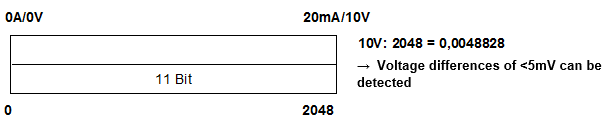 0A/0V 20mA/10V
10V: 2048 = 0,0048828
→ Voltage differences of <5mV can be
detected
11 Bit
0 2048